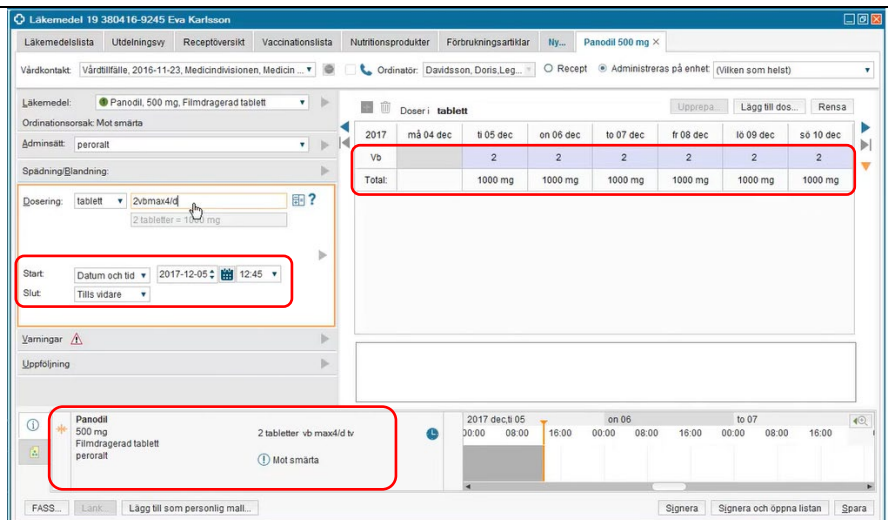 Läkemedel 19 380416-9245 Eva Karlsson
Läkemedelslista Utdelningsvy Receptöversikt Vaccinationslista Nutritionsprodukter Förbrukningsartiklar Ny... Panodil 500 mg ×
Vårdkontakt: Vårdtillfälle, 2016-11-23, Medicindivisionen, Medicin ... Ordinatör: Davidsson, Doris,Leg... Recept Administreras på enhet: (Vilken som helst)
Läkemedel: Panodil, 500 mg, Filmdragerad tablett
Ordinationsorsak: Mot smärta
Adminsätt: peroralt
Spädning/Blandning:
Dosering: tablett 2vbmax4/d ?
2 tabletter = 1000 mg
Start: Datum och tid 2017-12-05 12:45
Slut: Tills vidare
Varningar
Uppföljning
Doser i tablett Upprepa... Lägg till dos... Rensa
2017 må 04 dec ti 05 dec on 06 dec to 07 dec fr 08 dec lö 09 dec sö 10 dec
Vb 2 2 2 2 2 2
Total: 1000 mg 1000 mg 1000 mg 1000 mg 1000 mg 1000 mg
Panodil
500 mg
Filmdragerad tablett
peroralt
2 tabletter vb max4/d tv
Mot smärta
2017 dec,ti 05 on 06 to 07
00:00 08:00 16:00 00:00 08:00 16:00 00:00 08:00 16:00
FASS... Länk... Lägg till som personlig mall... Signera Signera och öppna listan Spara